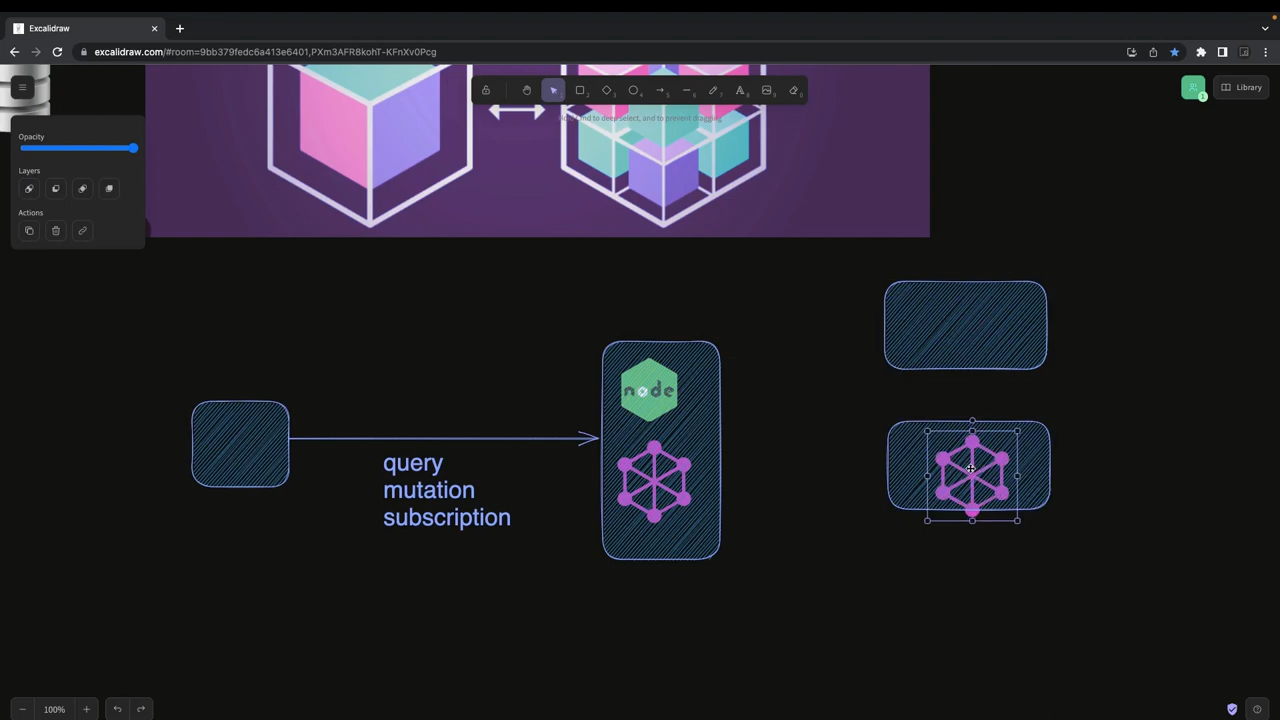 Excalidraw
excalidraw.com/#room=9bb379fedc6a413e6401,PXm3AFR8kohT-KFnXv0Pcg
Library
Opacity
Layers
Actions
node
query
mutation
subscription
100%